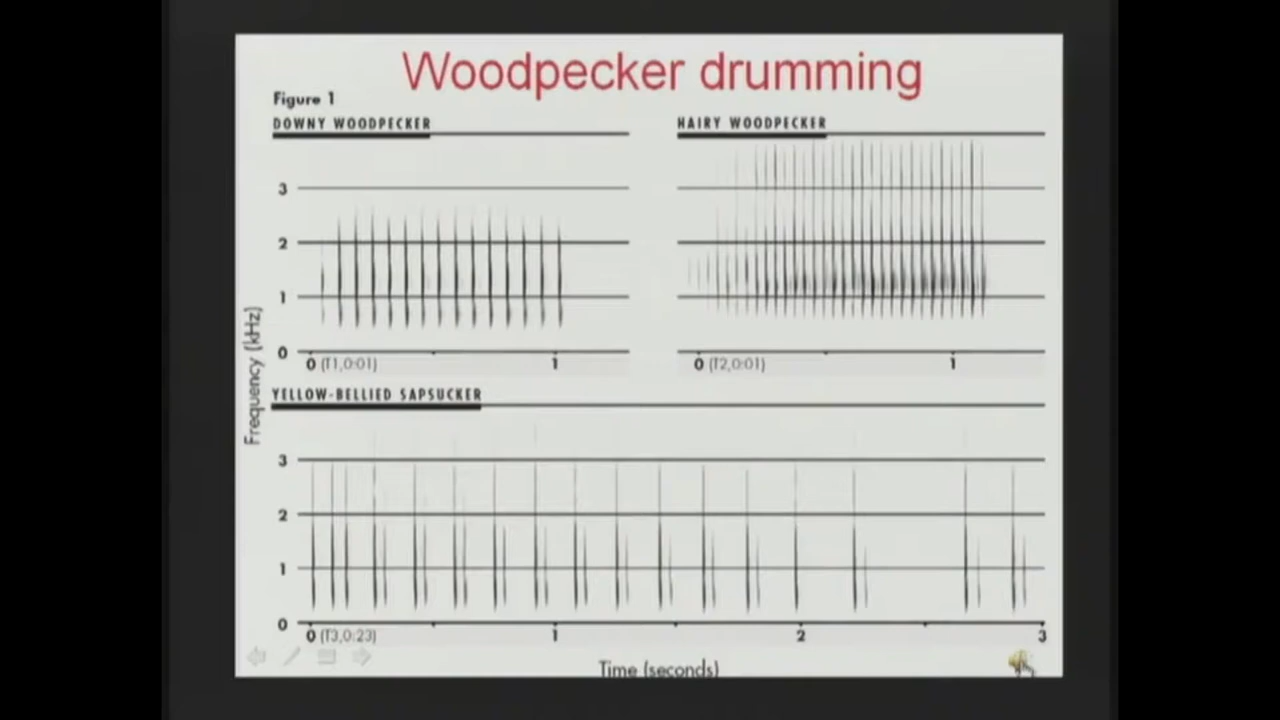 Woodpecker drumming
Figure 1
DOWNY WOODPECKER
HAIRY WOODPECKER
3
2
1
0
0 (T1,0:01) 1
0 (T2,0:01) 1
Frequency (kHz)
YELLOW-BELLIED SAPSUCKER
3
2
1
0
0 (T3,0:23) 1 2 3
Time (seconds)